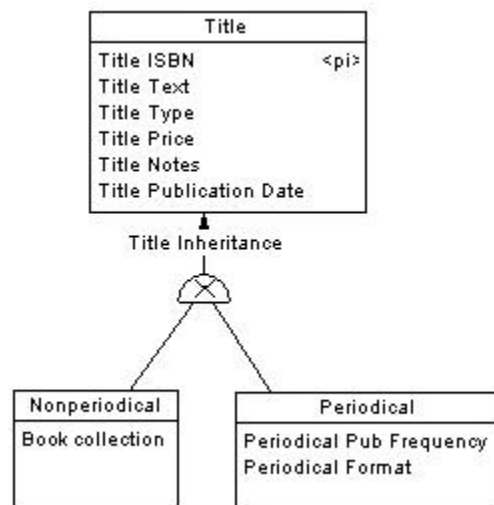 Title
Title ISBN <pi>
Title Text
Title Type
Title Price
Title Notes
Title Publication Date
Title Inheritance
Nonperiodical
Book collection
Periodical
Periodical Pub Frequency
Periodical Format